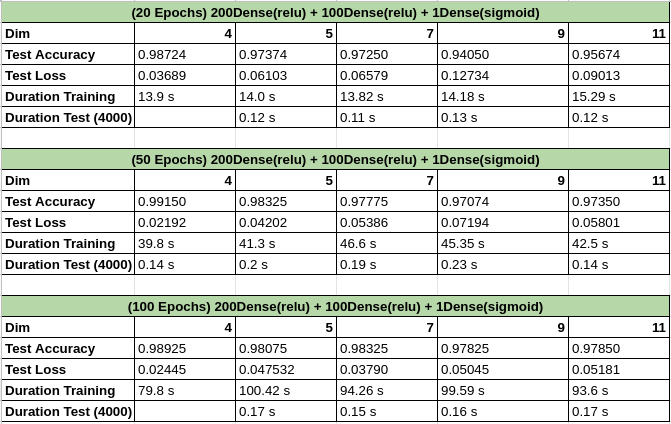 (20 Epochs) 200Dense(relu) + 100Dense(relu) + 1Dense(sigmoid)
Dim 4 5 7 9 11
Test Accuracy 0.98724 0.97374 0.97250 0.94050 0.95674
Test Loss 0.03689 0.06103 0.06579 0.12734 0.09013
Duration Training 13.9 s 14.0 s 13.82 s 14.18 s 15.29 s
Duration Test (4000) 0.12 s 0.11 s 0.13 s 0.12 s
(50 Epochs) 200Dense(relu) + 100Dense(relu) + 1Dense(sigmoid)
Dim 4 5 7 9 11
Test Accuracy 0.99150 0.98325 0.97775 0.97074 0.97350
Test Loss 0.02192 0.04202 0.05386 0.07194 0.05801
Duration Training 39.8 s 41.3 s 46.6 s 45.35 s 42.5 s
Duration Test (4000) 0.14 s 0.2 s 0.19 s 0.23 s 0.14 s
(100 Epochs) 200Dense(relu) + 100Dense(relu) + 1Dense(sigmoid)
Dim 4 5 7 9 11
Test Accuracy 0.98925 0.98075 0.98325 0.97825 0.97850
Test Loss 0.02445 0.047532 0.03790 0.05045 0.05181
Duration Training 79.8 s 100.42 s 94.26 s 99.59 s 93.6 s
Duration Test (4000) 0.17 s 0.15 s 0.16 s 0.17 s